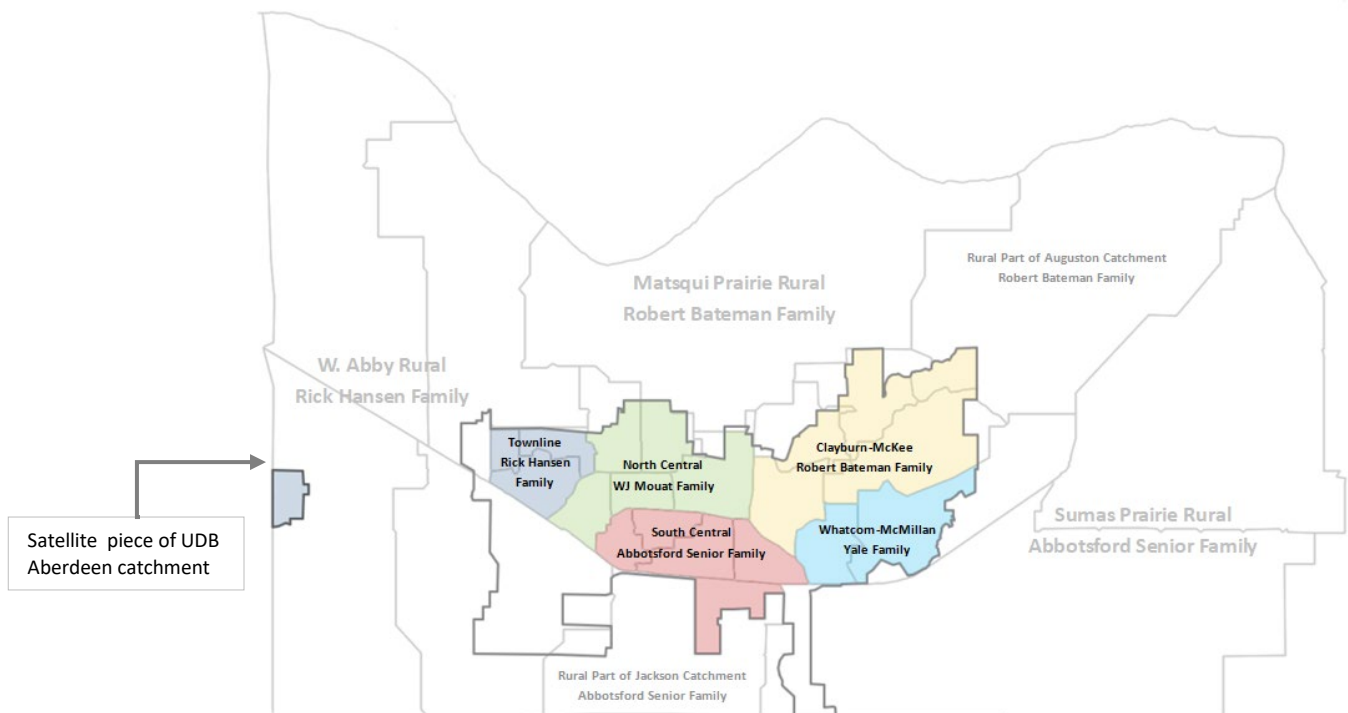 Rural Part of Auguston Catchment
Robert Bateman Family
Matsqui Prairie Rural
Robert Bateman Family
W. Abby Rural
Rick Hansen Family
Townline
Rick Hansen
Family
North Central
WJ Mouat Family
Clayburn-McKee
Robert Bateman Family
South Central
Abbotsford Senior Family
Whatcom-McMillan
Yale Family
Sumas Prairie Rural
Abbotsford Senior Family
Satellite piece of UDB
Aberdeen catchment
Rural Part of Jackson Catchment
Abbotsford Senior Family